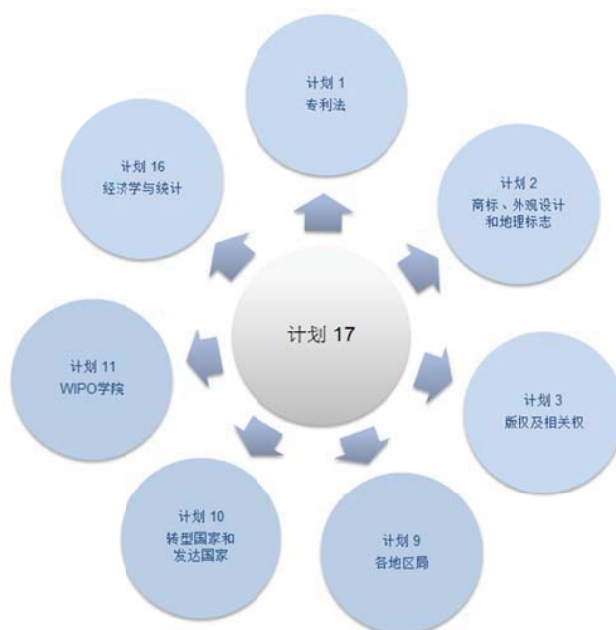 计划 1
专利法
计划 2
商标、外观设计
和地理标志
计划 3
版权及相关权
计划 9
各地区局
计划 10
转型国家和
发达国家
计划 11
WIPO学院
计划 16
经济学与统计
计划 17